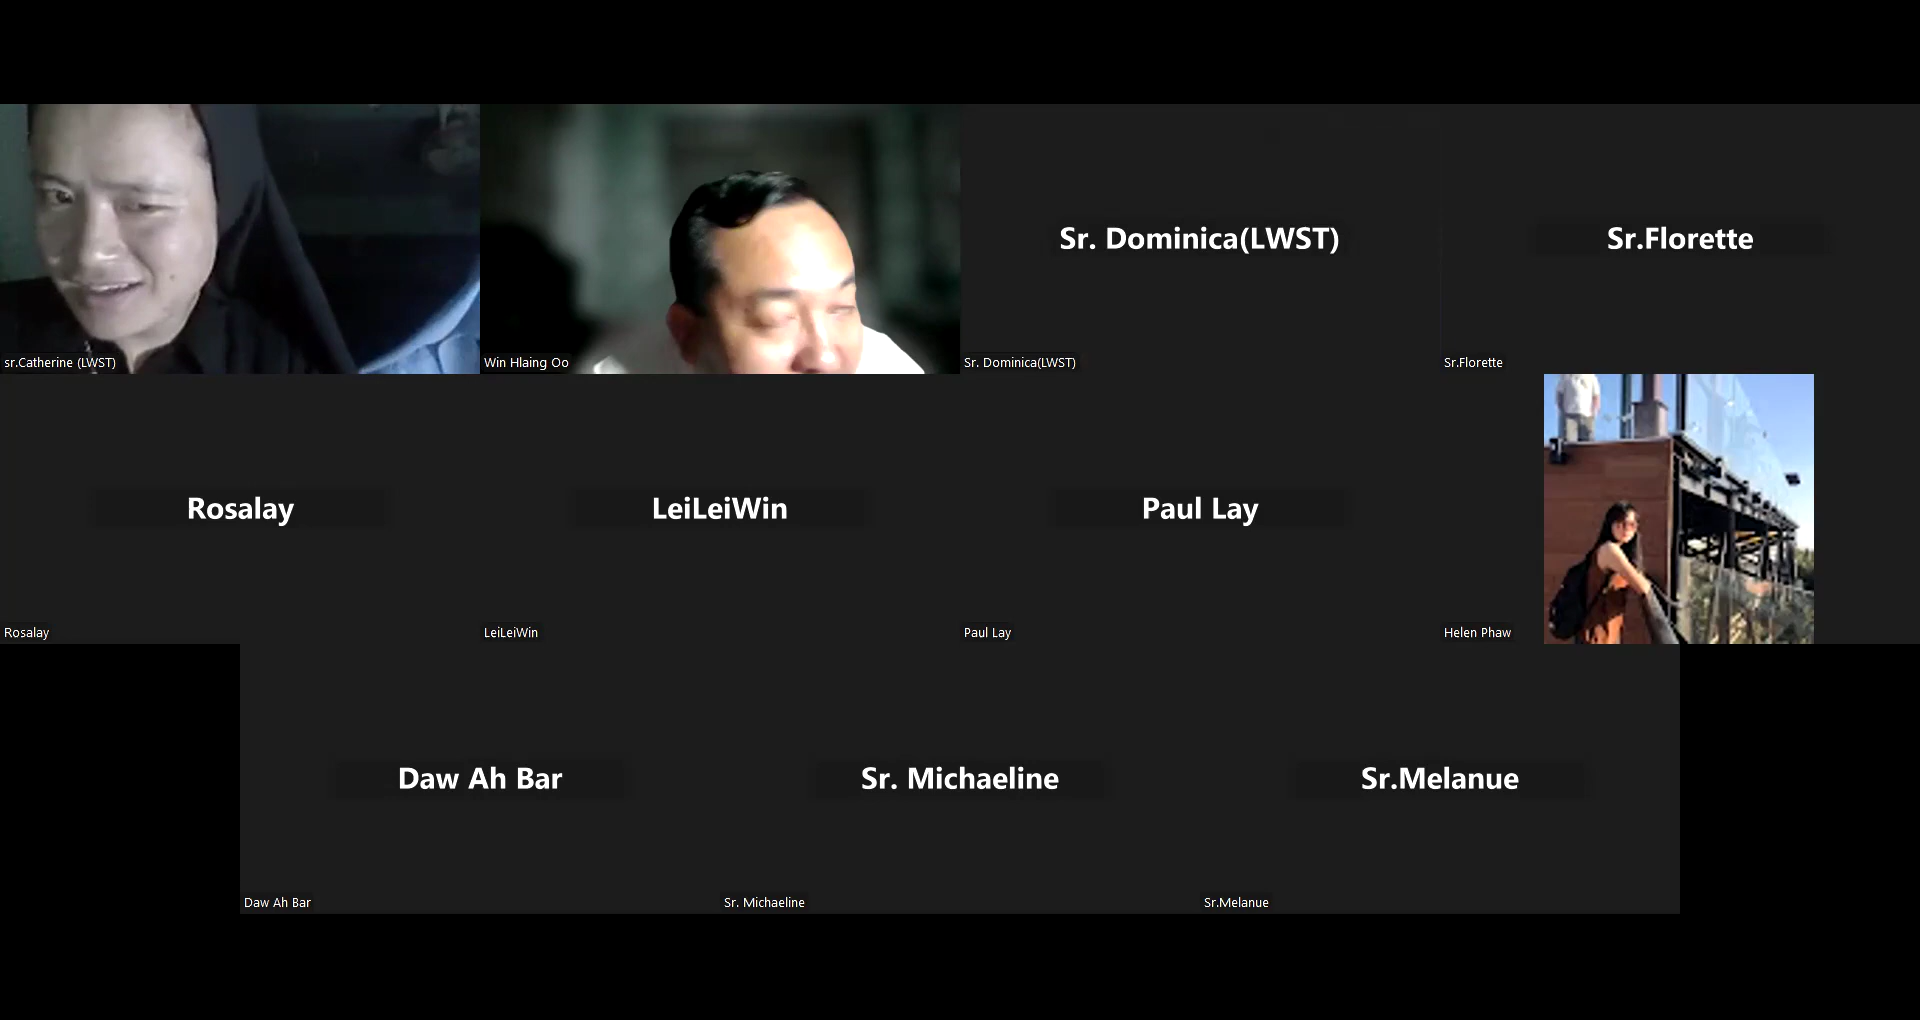 sr.Catherine (LWST)
Win Hlaing Oo
Sr. Dominica(LWST)
Sr. Dominica(LWST)
Sr.Florette
Sr.Florette
Rosalay
Rosalay
LeiLeiWin
LeiLeiWin
Paul Lay
Paul Lay
Helen Phaw
Daw Ah Bar
Daw Ah Bar
Sr. Michaeline
Sr. Michaeline
Sr.Melanue
Sr.Melanue